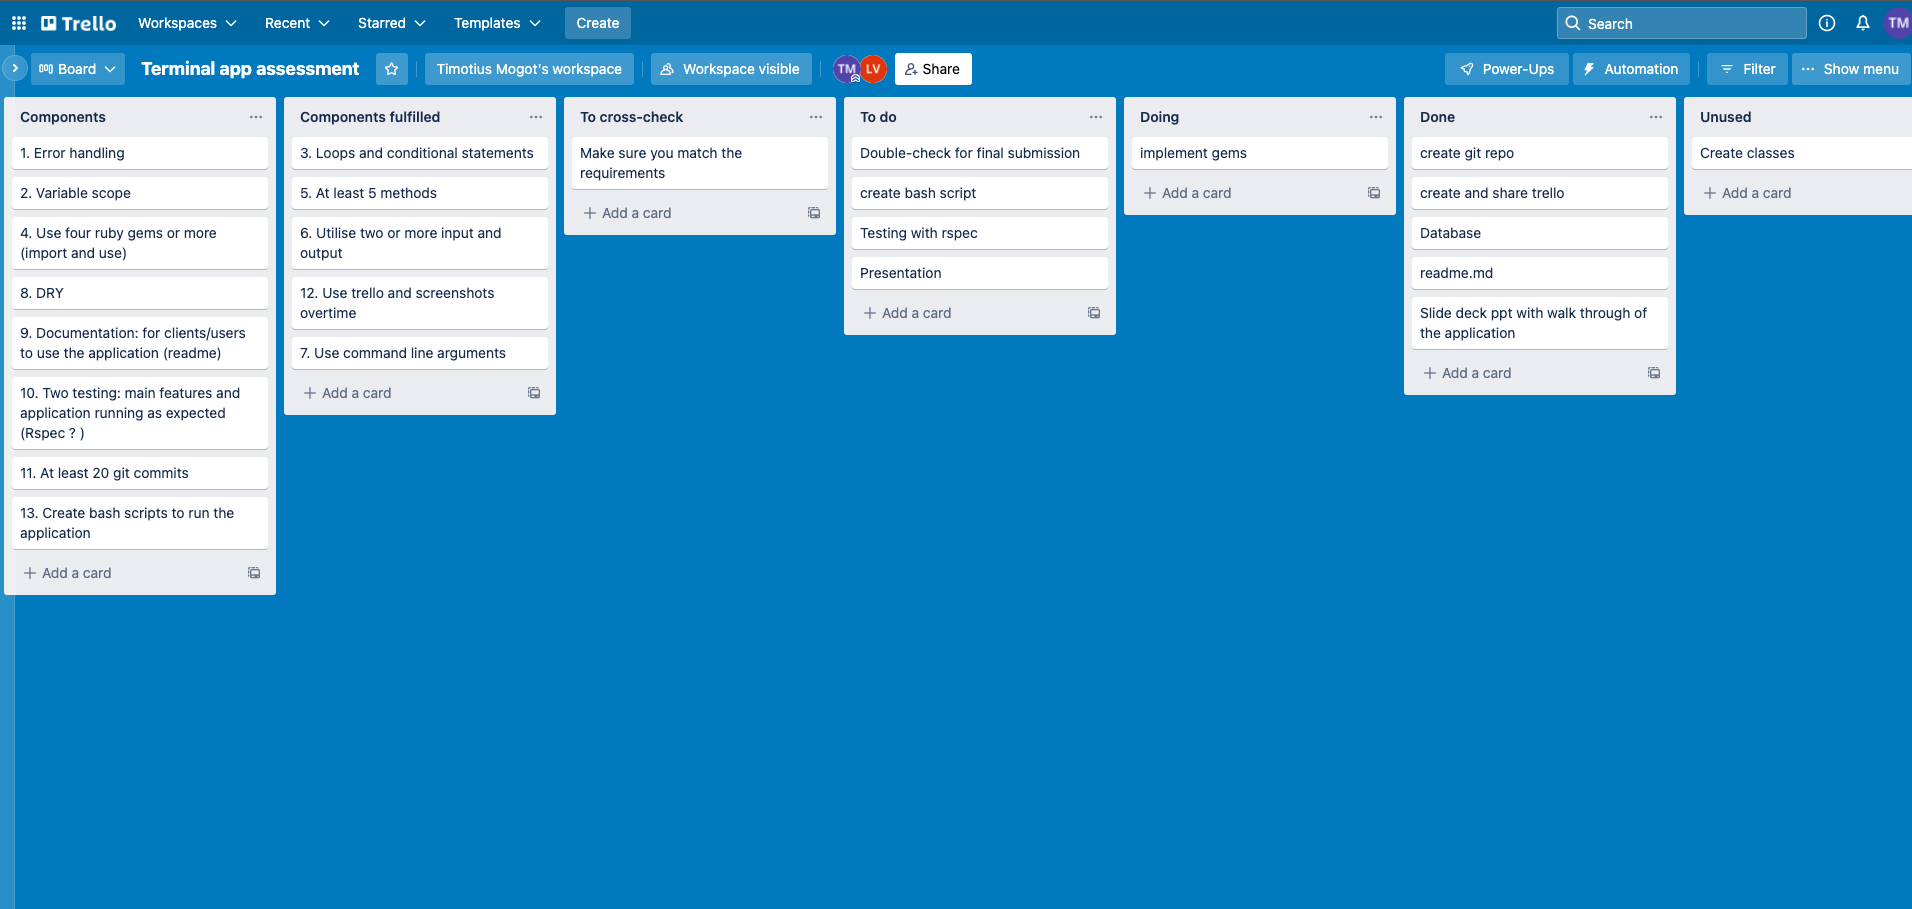 Trello Workspaces Recent Starred Templates Create Search TM
Board Terminal app assessment Timotius Mogot's workspace Workspace visible TM LV Share Power-Ups Automation Filter Show menu
Components
1. Error handling
2. Variable scope
4. Use four ruby gems or more
(import and use)
8. DRY
9. Documentation: for clients/users
to use the application (readme)
10. Two testing: main features and
application running as expected
(Rspec ? )
11. At least 20 git commits
13. Create bash scripts to run the
application
Add a card
Components fulfilled
3. Loops and conditional statements
5. At least 5 methods
6. Utilise two or more input and
output
12. Use trello and screenshots
overtime
7. Use command line arguments
Add a card
To cross-check
Make sure you match the
requirements
Add a card
To do
Double-check for final submission
create bash script
Testing with rspec
Presentation
Add a card
Doing
implement gems
Add a card
Done
create git repo
create and share trello
Database
readme.md
Slide deck ppt with walk through of
the application
Add a card
Unused
Create classes
Add a card